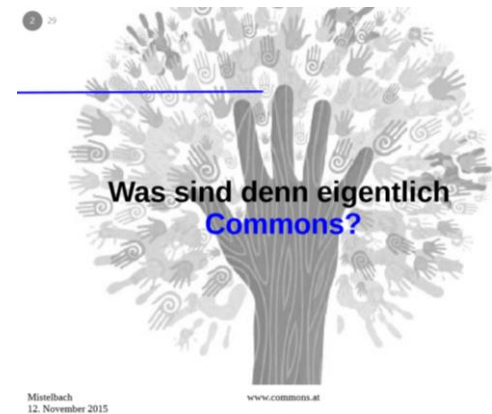 2 29
Was sind denn eigentlich
Commons?
Mistelbach
12. November 2015
www.commons.at